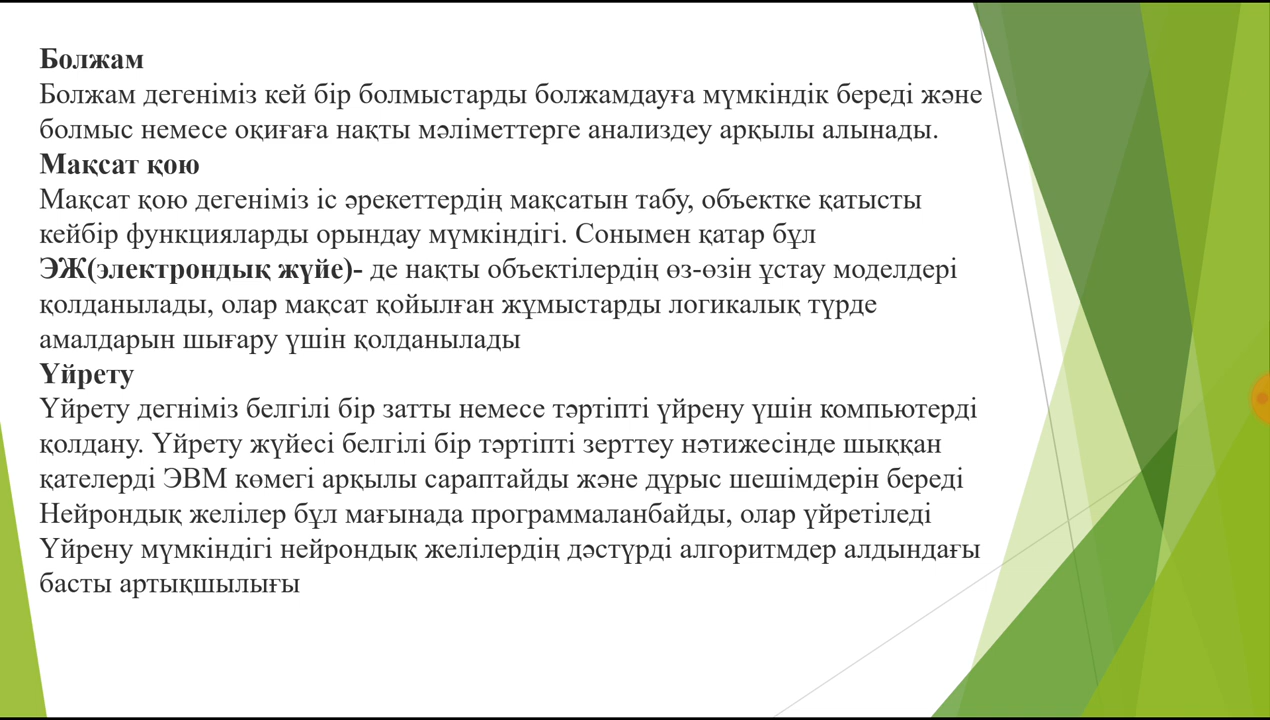 Болжам
Болжам дегеніміз кей бір болмыстарды болжамдауға мүмкіндік береді және
болмыс немесе оқиғаға нақты мәліметтерге анализдеу арқылы алынады.
Мақсат қою
Мақсат қою дегеніміз іс әрекеттердің мақсатын табу, объектке қатысты
кейбір функцияларды орындау мүмкіндігі. Сонымен қатар бұл
ЭЖ(электрондық жүйе)- де нақты объектілердің өз-өзін ұстау моделдері
қолданылады, олар мақсат қойылған жұмыстарды логикалық түрде
амалдарын шығару үшін қолданылады
Үйрету
Үйрету дегніміз белгілі бір затты немесе тәртіпті үйрену үшін компьютерді
қолдану. Үйрету жүйесі белгілі бір тәртіпті зерттеу нәтижесінде шыққан
қателерді ЭВМ көмегі арқылы сараптайды және дұрыс шешімдерін береді
Нейрондық желілер бұл мағынада программаланбайды, олар үйретіледі
Үйрену мүмкіндігі нейрондық желілердің дәстүрді алгоритмдер алдындағы
басты артықшылығы